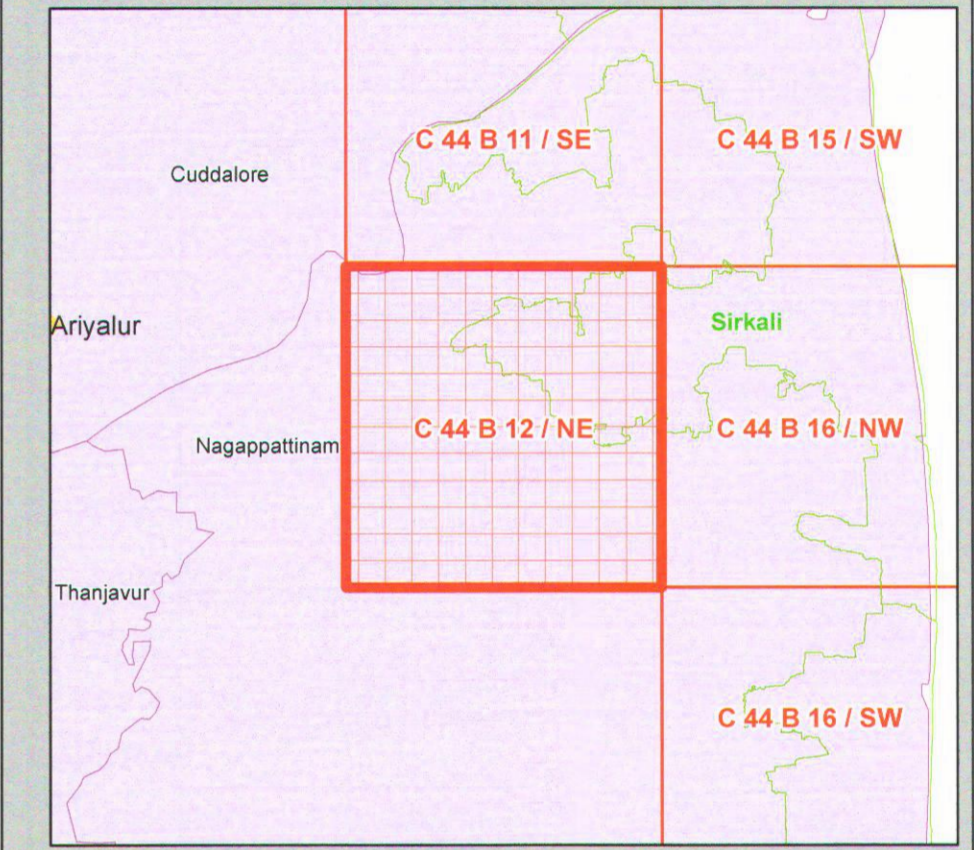 C 44 B 11 / SE
C 44 B 15 / SW
Cuddalore
Ariyalur
Sirkali
C 44 B 12 / NE
C 44 B 16 / NW
Nagappattinam
Thanjavur
C 44 B 16 / SW